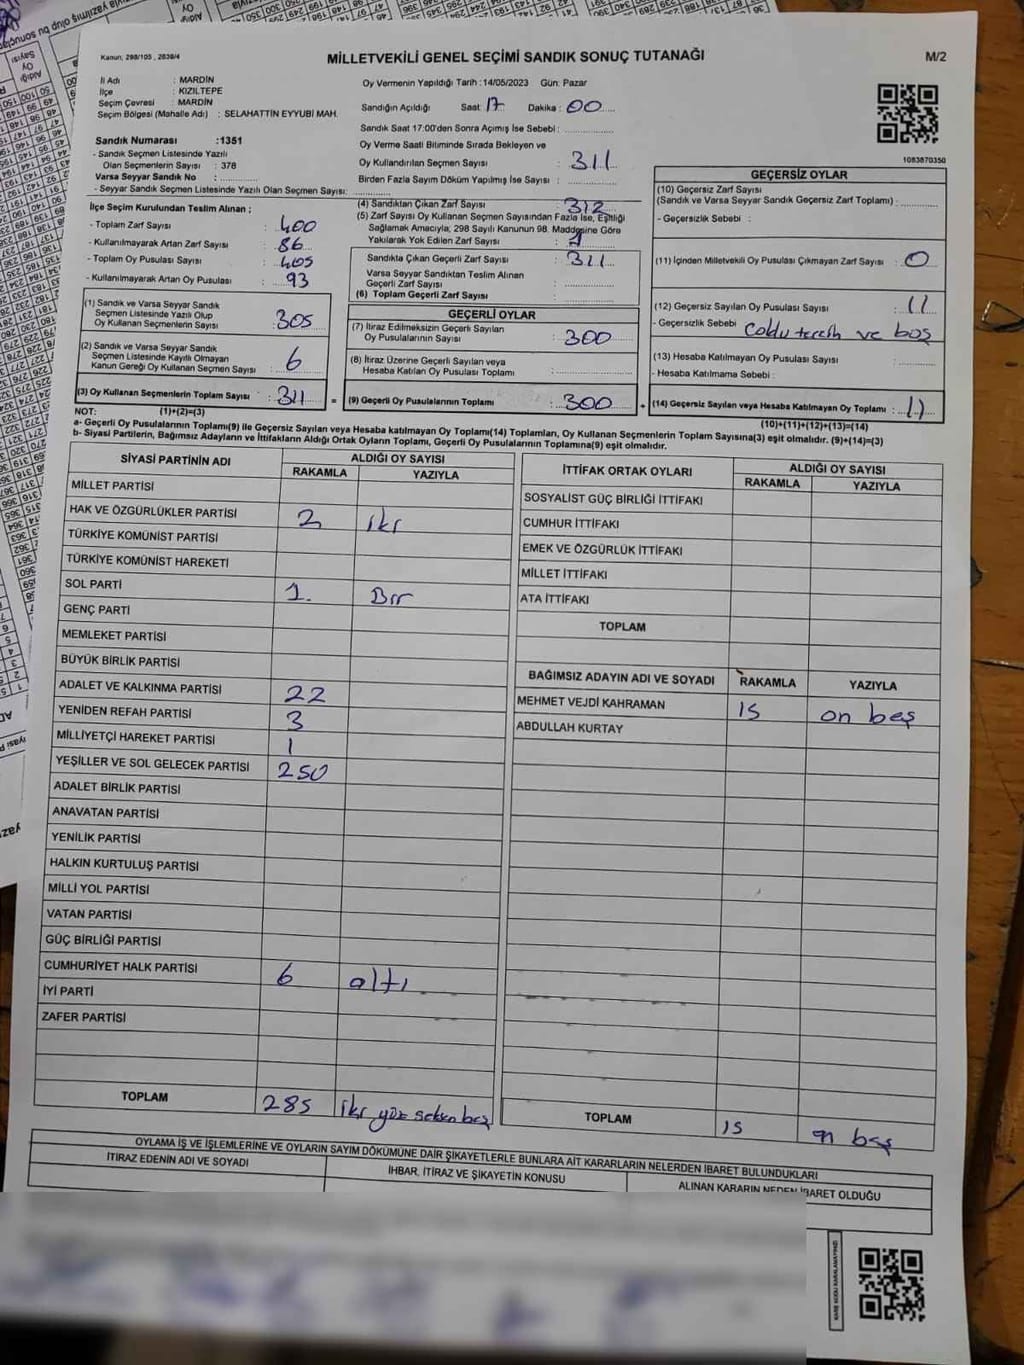 Kanun; 298/105 , 2839/4
MİLLETVEKİLİ GENEL SEÇİMİ SANDIK SONUÇ TUTANAĞI
M/2
İl Adı : MARDİN
İlçe : KIZILTEPE
Seçim Çevresi : MARDİN
Seçim Bölgesi (Mahalle Adı) : SELAHATTİN EYYUBİ MAH.
Sandık Numarası :1351
- Sandık Seçmen Listesinde Yazılı
Olan Seçmenlerin Sayısı : 378
Varsa Seyyar Sandık No :
- Seyyar Sandık Seçmen Listesinde Yazılı Olan Seçmen Sayısı:
Oy Vermenin Yapıldığı Tarih :14/05/2023 Gün: Pazar
Sandığın Açıldığı Saat: 17 Dakika : 00
Sandık Saat 17:00'den Sonra Açımış İse Sebebi :
Oy Verme Saati Bitiminde Sırada Bekleyen ve
Oy Kullandırılan Seçmen Sayısı : 311
Birden Fazla Sayım Döküm Yapılmış İse Sayısı :
1083870350
İlçe Seçim Kurulundan Teslim Alınan ;
- Toplam Zarf Sayısı : 400
- Kullanılmayarak Artan Zarf Sayısı : 86
- Toplam Oy Pusulası Sayısı : 405
- Kullanılmayarak Artan Oy Pusulası : 93
(1) Sandık ve Varsa Seyyar Sandık
Seçmen Listesinde Yazılı Olup
Oy Kullanan Seçmenlerin Sayısı : 305
(2) Sandık ve Varsa Seyyar Sandık
Seçmen Listesinde Kayıtlı Olmayan
Kanun Gereği Oy Kullanan Seçmen Sayısı : 6
(3) Oy Kullanan Seçmenlerin Toplam Sayısı : 311
(4) Sandıktan Çıkan Zarf Sayısı : 312
(5) Zarf Sayısı Oy Kullanan Seçmen Sayısından Fazla İse, Eşitliği
Sağlamak Amacıyla, 298 Sayılı Kanunun 98. Maddesine Göre
Yakılarak Yok Edilen Zarf Sayısı : 1
Sandıkta Çıkan Geçerli Zarf Sayısı : 311
Varsa Seyyar Sandıktan Teslim Alınan
Geçerli Zarf Sayısı :
(6) Toplam Geçerli Zarf Sayısı :
GEÇERLİ OYLAR
(7) İtiraz Edilmeksizin Geçerli Sayılan
Oy Pusulalarının Sayısı : 300
(8) İtiraz Üzerine Geçerli Sayılan veya
Hesaba Katılan Oy Pusulası Toplamı :
= (9) Geçerli Oy Pusulalarının Toplamı : 300
GEÇERSİZ OYLAR
(10) Geçersiz Zarf Sayısı
(Sandık ve Varsa Seyyar Sandık Geçersiz Zarf Toplamı) :
- Geçersizlik Sebebi :
(11) İçinden Milletvekili Oy Pusulası Çıkmayan Zarf Sayısı : 0
(12) Geçersiz Sayılan Oy Pusulası Sayısı : 11
- Geçersizlik Sebebi : Coklu tercih ve boş
(13) Hesaba Katılmayan Oy Pusulası Sayısı :
- Hesaba Katılmama Sebebi :
+ (14) Geçersiz Sayılan veya Hesaba Katılmayan Oy Toplamı : 11
NOT: (1)+(2)=(3) (10)+(11)+(12)+(13)=(14)
a- Geçerli Oy Pusulalarının Toplamı(9) ile Geçersiz Sayılan veya Hesaba katılmayan Oy Toplamı(14) Toplamları, Oy Kullanan Seçmenlerin Toplam Sayısına(3) eşit olmalıdır. (9)+(14)=(3)
b- Siyasi Partilerin, Bağımsız Adayların ve İttifakların Aldığı Ortak Oyların Toplamı, Geçerli Oy Pusulalarının Toplamına(9) eşit olmalıdır.
SİYASİ PARTİNİN ADI ALDIĞI OY SAYISI
RAKAMLA YAZIYLA
MİLLET PARTİSİ
HAK VE ÖZGÜRLÜKLER PARTİSİ 2 iki
TÜRKİYE KOMÜNİST PARTİSİ
TÜRKİYE KOMÜNİST HAREKETİ
SOL PARTİ 1. Bir
GENÇ PARTİ
MEMLEKET PARTİSİ
BÜYÜK BİRLİK PARTİSİ
ADALET VE KALKINMA PARTİSİ 22
YENİDEN REFAH PARTİSİ 3
MİLLİYETÇİ HAREKET PARTİSİ 1
YEŞİLLER VE SOL GELECEK PARTİSİ 250
ADALET BİRLİK PARTİSİ
ANAVATAN PARTİSİ
YENİLİK PARTİSİ
HALKIN KURTULUŞ PARTİSİ
MİLLİ YOL PARTİSİ
VATAN PARTİSİ
GÜÇ BİRLİĞİ PARTİSİ
CUMHURİYET HALK PARTİSİ 6 altı
İYİ PARTİ
ZAFER PARTİSİ
TOPLAM 285 iki yüz seksen beş
İTTİFAK ORTAK OYLARI ALDIĞI OY SAYISI
RAKAMLA YAZIYLA
SOSYALİST GÜÇ BİRLİĞİ İTTİFAKI
CUMHUR İTTİFAKI
EMEK VE ÖZGÜRLÜK İTTİFAKI
MİLLET İTTİFAKI
ATA İTTİFAKI
TOPLAM
BAĞIMSIZ ADAYIN ADI VE SOYADI RAKAMLA YAZIYLA
MEHMET VEJDİ KAHRAMAN 15 on beş
ABDULLAH KURTAY
TOPLAM 15 on beş
OYLAMA İŞ VE İŞLEMLERİNE VE OYLARIN SAYIM DÖKÜMÜNE DAİR ŞİKAYETLERLE BUNLARA AİT KARARLARIN NELERDEN İBARET BULUNDUKLARI
İTİRAZ EDENİN ADI VE SOYADI
İHBAR, İTİRAZ VE ŞİKAYETİN KONUSU
ALINAN KARARIN NEDEN İBARET OLDUĞU
KARE KODU KARALAMAYINIZ!